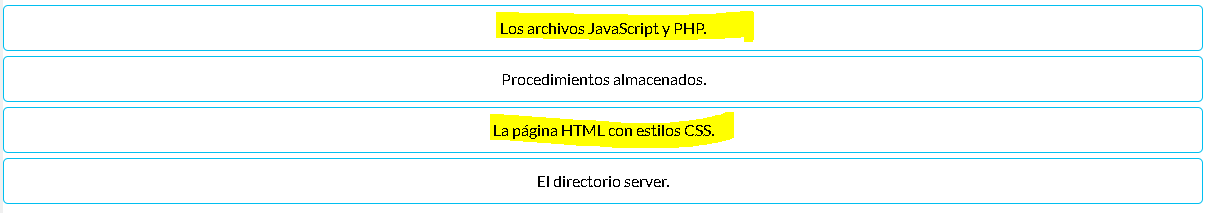 Los archivos JavaScript y PHP.
Procedimientos almacenados.
La página HTML con estilos CSS.
El directorio server.